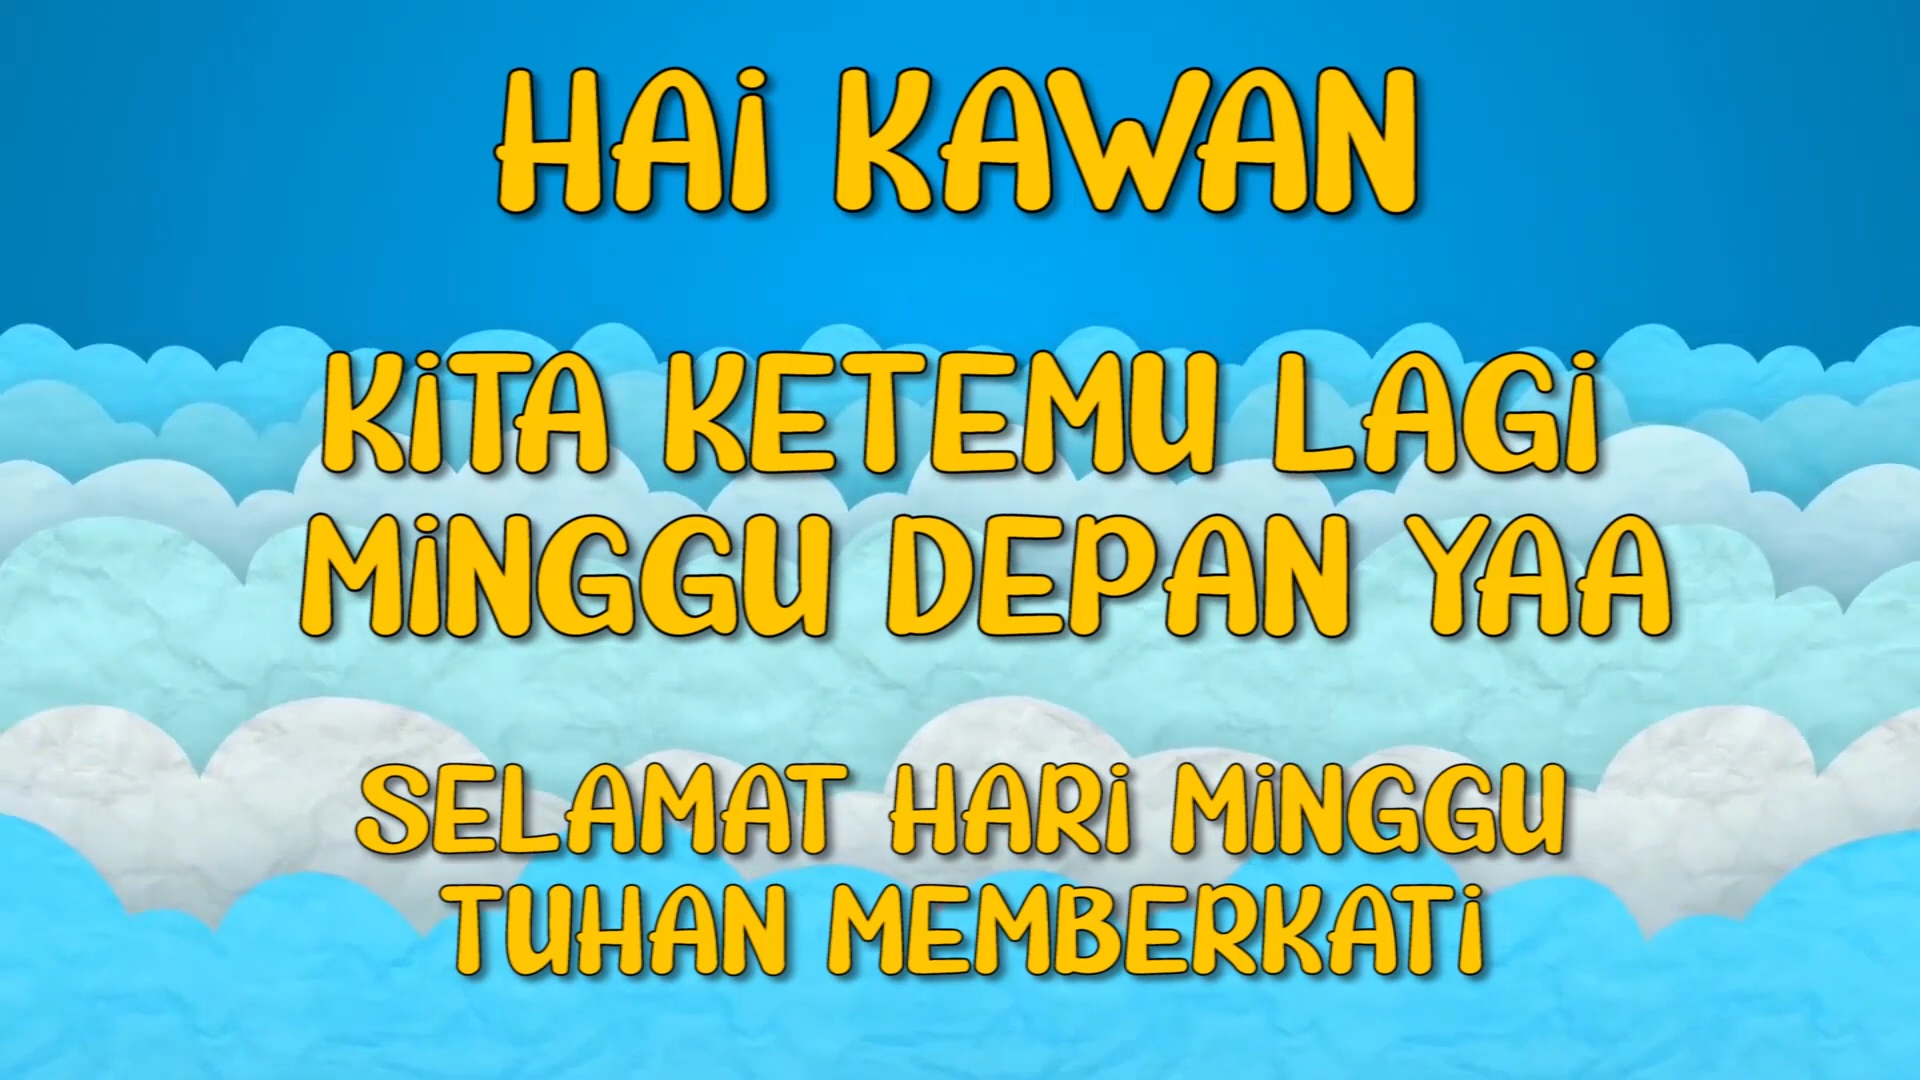 HAI KAWAN
KITA KETEMU LAGI
MINGGU DEPAN YAA
SELAMAT HARI MINGGU
TUHAN MEMBERKATI